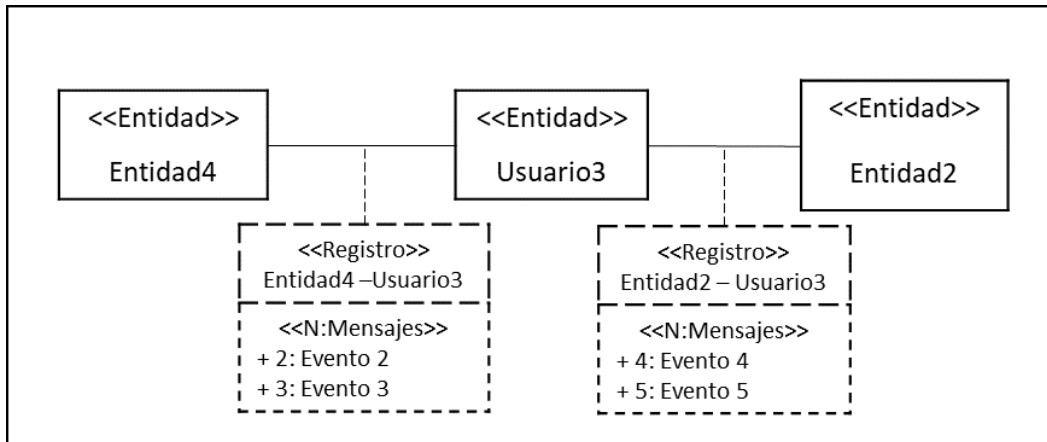 <<Entidad>>
Entidad4
<<Entidad>>
Usuario3
<<Entidad>>
Entidad2
<<Registro>>
Entidad4 –Usuario3
<<N:Mensajes>>
+ 2: Evento 2
+ 3: Evento 3
<<Registro>>
Entidad2 – Usuario3
<<N:Mensajes>>
+ 4: Evento 4
+ 5: Evento 5